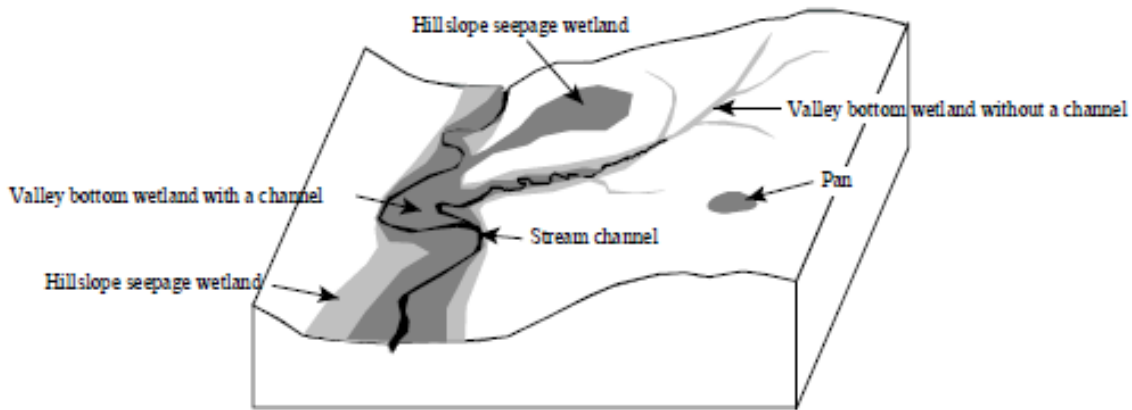 Hillslope seepage wetland
Valley bottom wetland without a channel
Pan
Valley bottom wetland with a channel
Stream channel
Hillslope seepage wetland